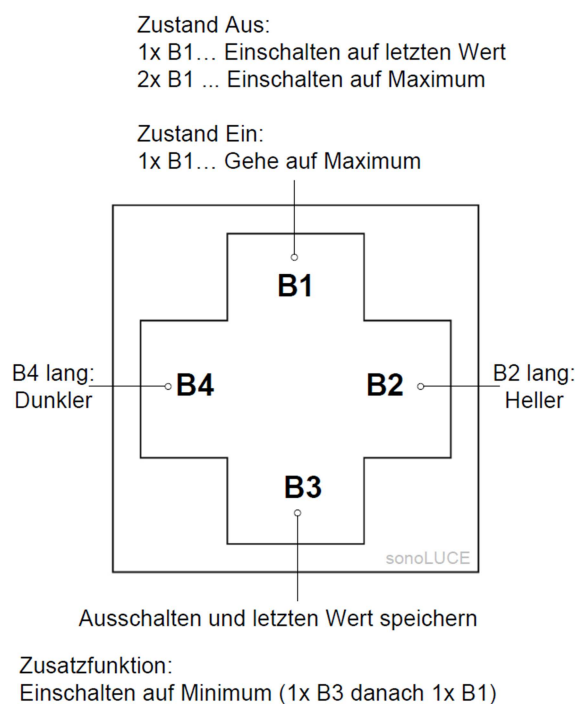 Zustand Aus:
1x B1… Einschalten auf letzten Wert
2x B1 ... Einschalten auf Maximum
Zustand Ein:
1x B1… Gehe auf Maximum
B1
B4 lang:
Dunkler
B4
B2
B2 lang:
Heller
B3
sonoLUCE
Ausschalten und letzten Wert speichern
Zusatzfunktion:
Einschalten auf Minimum (1x B3 danach 1x B1)